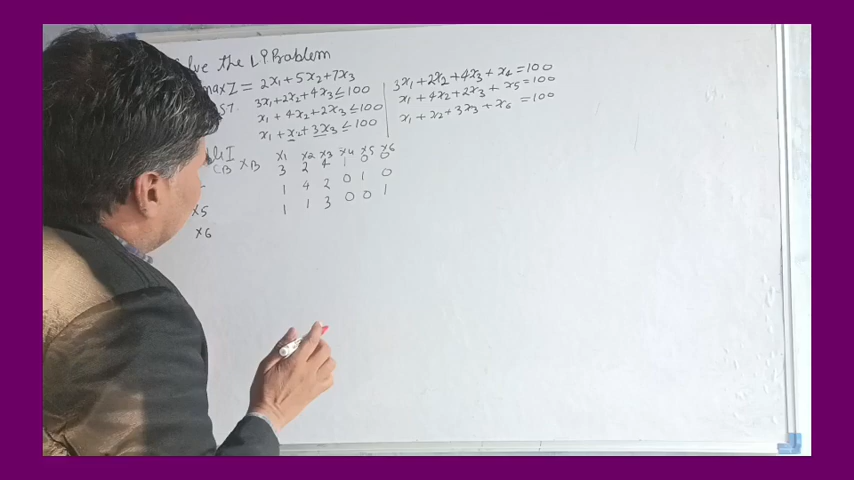 Solve the LP Problem
max Z = 2x1 + 5x2 + 7x3
ST. 3x1 + 2x2 + 4x3 ≤ 100
x1 + 4x2 + 2x3 ≤ 100
x1 + x2 + 3x3 ≤ 100
3x1 + 2x2 + 4x3 + x4 = 100
x1 + 4x2 + 2x3 + x5 = 100
x1 + x2 + 3x3 + x6 = 100
I
CB XB x1 x2 x3 x4 x5 x6
3 2 4 1 0 0
x5 1 4 2 0 1 0
x6 1 1 3 0 0 1